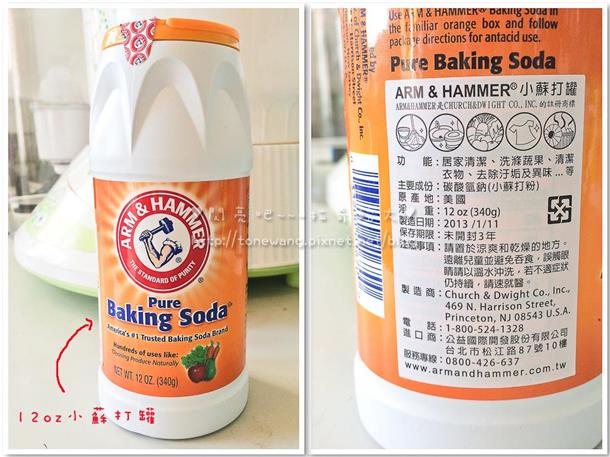 ARM & HAMMER
THE STANDARD OF PURITY
Pure
Baking Soda
America's #1 Trusted Baking Soda Brand
Hundreds of uses like:
Cleaning Produce Naturally
NET WT. 12 OZ. (340g)
12oz小蘇打罐
http://tonewang.pixnet.net/blog
of Church & Dwight Co., Inc.
Harrison Street
Use ARM & HAMMER® Baking Soda in
the familiar orange box and follow
package directions for antacid use.
Pure Baking Soda
ARM & HAMMER®小蘇打罐
ARM&HAMMER是CHURCH&DWIGHT CO., INC. 的註冊商標
功 能：居家清潔、洗滌蔬果、清潔
衣物、去除汙垢及異味...等
主要成份：碳酸氫鈉(小蘇打粉)
原 產 地：美國
淨 重：12 oz (340g)
製造日期：2013 /1/11
保存期限：未開封3年
注意事項：請置於涼爽和乾燥的地方。
遠離兒童並避免吞食，誤觸眼
睛請以溫水沖洗，若不適症狀
仍持續，請速就醫。
製 造 商：Church & Dwight Co., Inc.,
469 N. Harrison Street,
Princeton, NJ 08543 U.S.A.
電 話：1-800-524-1328
進 口 商：公益國際開發股份有限公司
台北市松江路87號10樓
服務專線：0800-426-637
www.armandhammer.com.tw